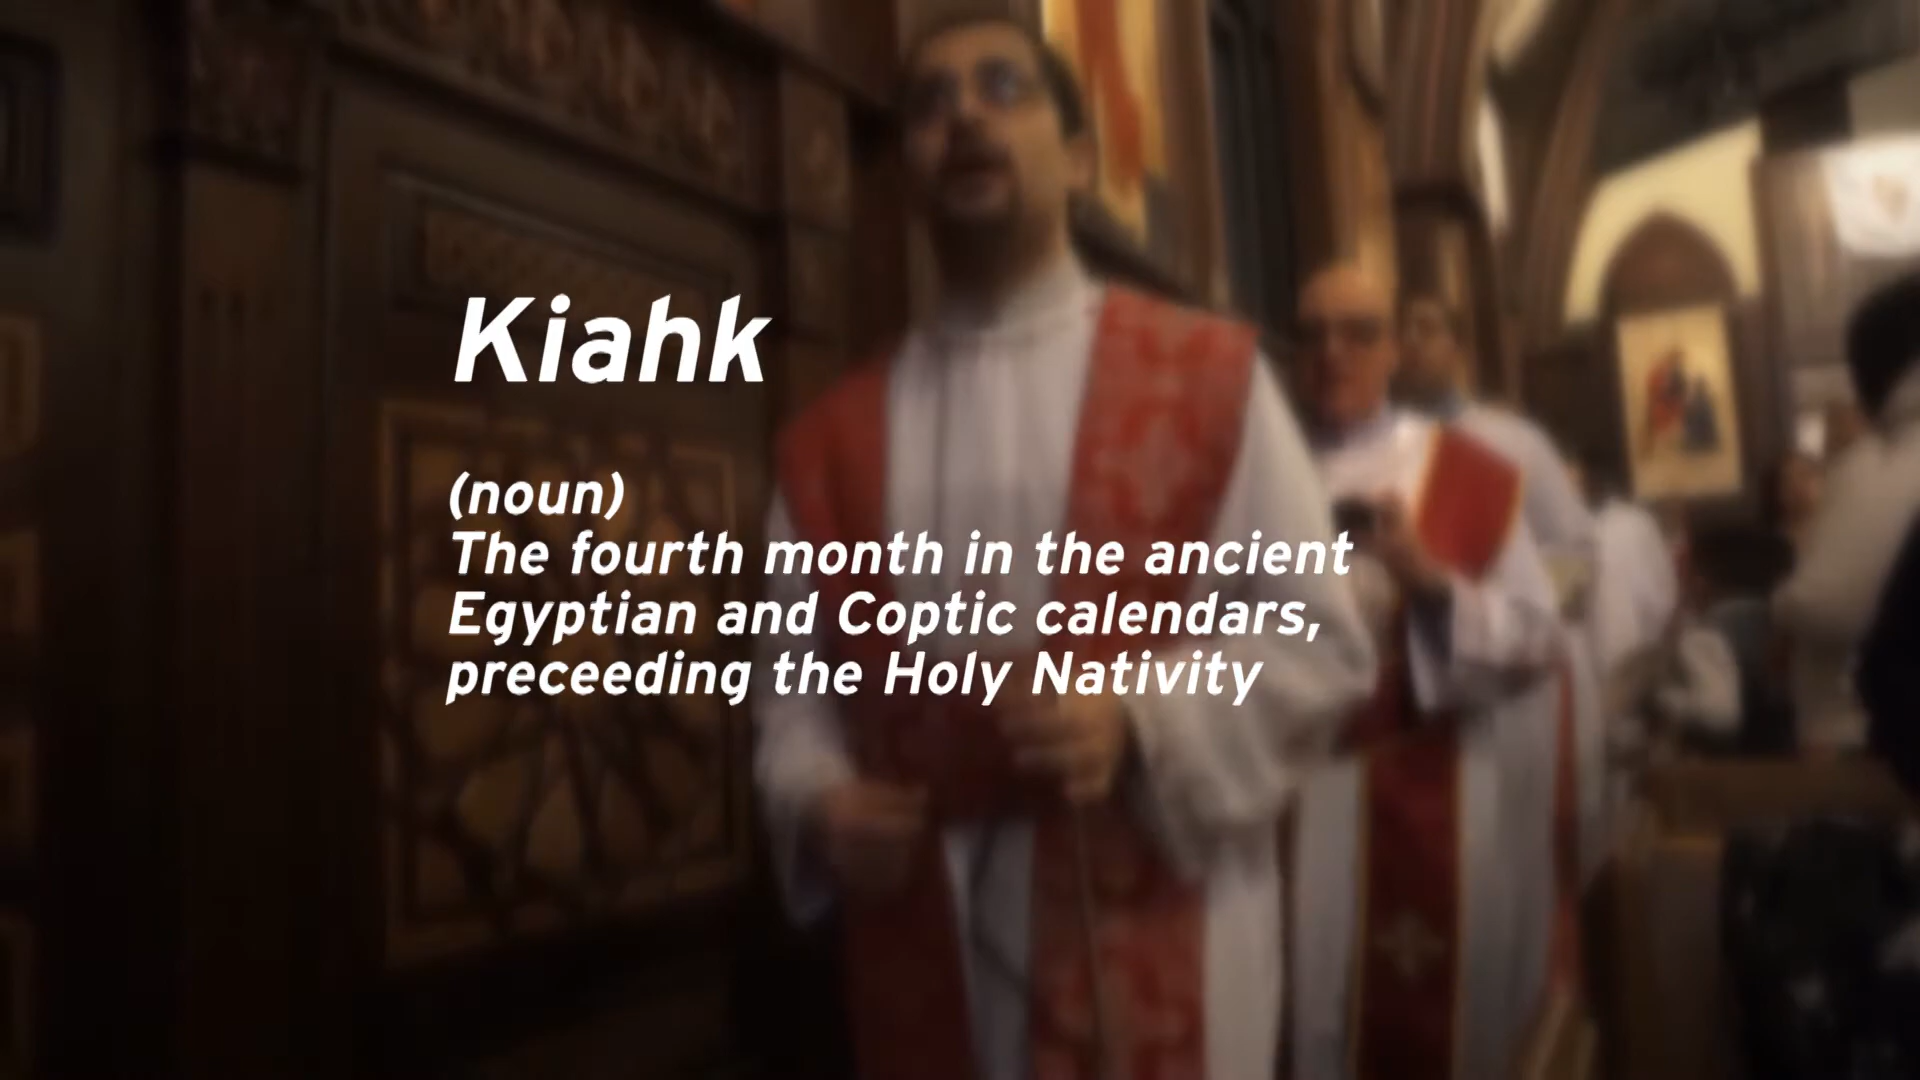 Kiahk
(noun)
The fourth month in the ancient
Egyptian and Coptic calendars,
preceeding the Holy Nativity